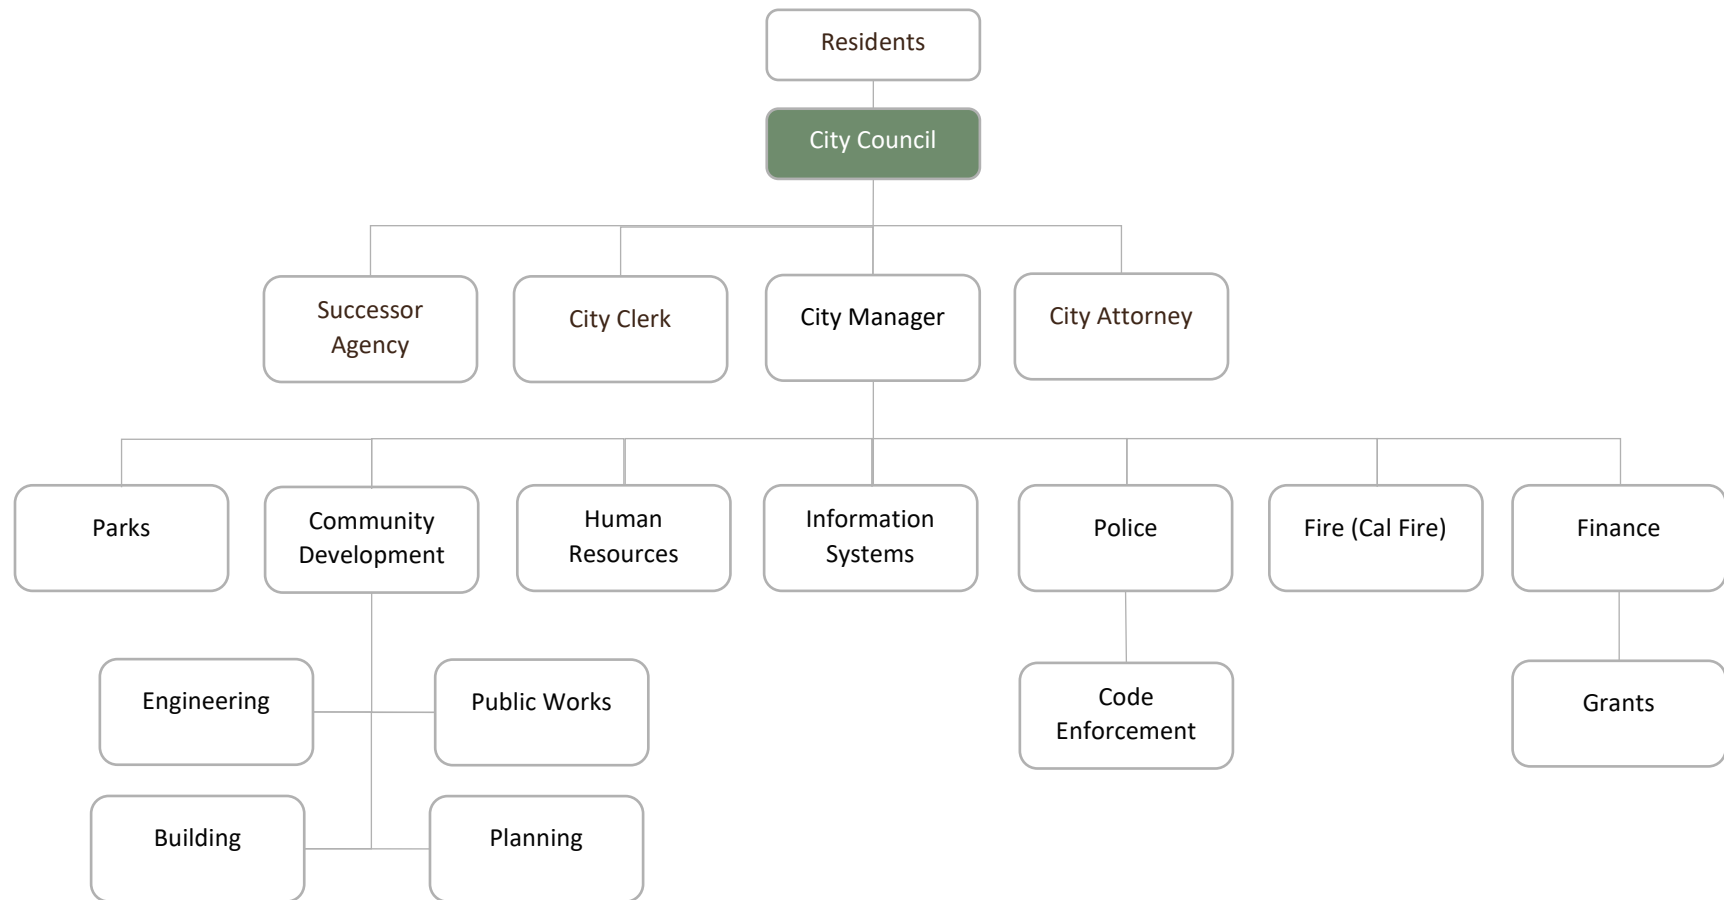 Residents
City Council
Successor
Agency
City Clerk
City Manager
City Attorney
Parks
Community
Development
Human
Resources
Information
Systems
Police
Fire (Cal Fire)
Finance
Engineering
Public Works
Code
Enforcement
Grants
Building
Planning